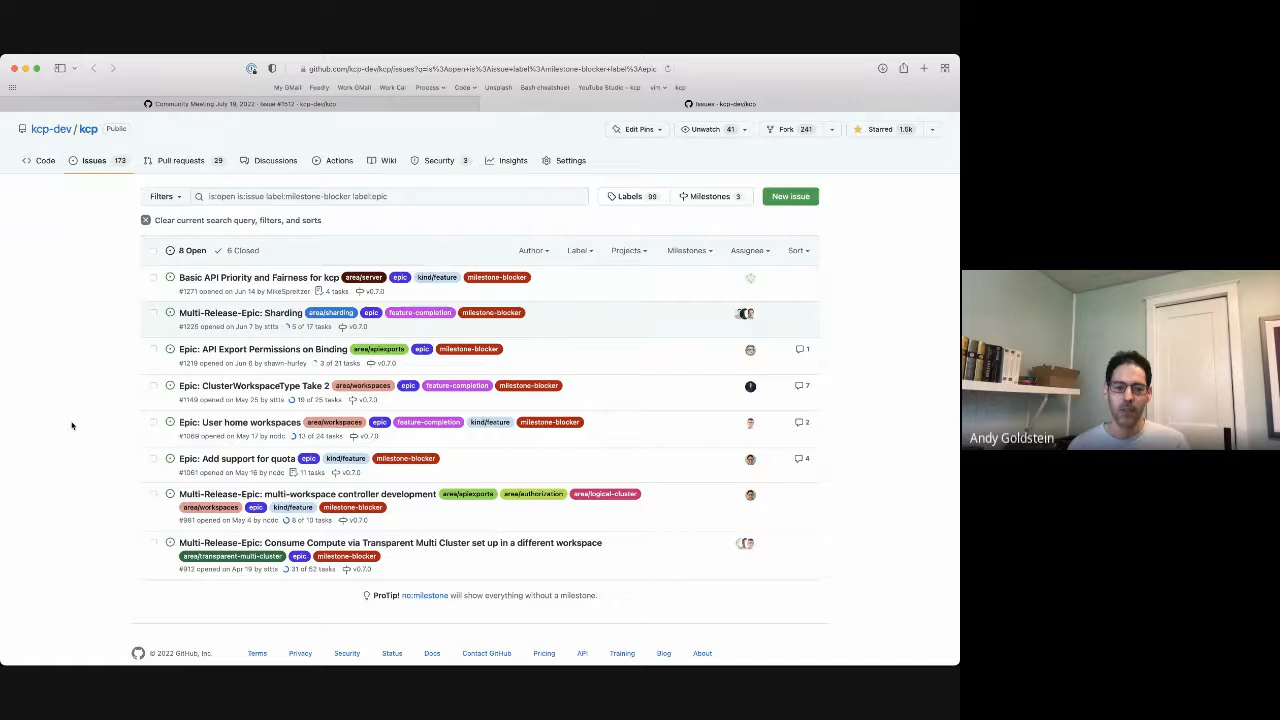 github.com/kcp-dev/kcp/issues?q=is%3Aopen+is%3Aissue+label%3Amilestone-blocker+label%3Aepic
My GMail Feedly Work GMail Work Cal Process Code Unsplash Bash cheatsheet YouTube Studio - kcp vim kcp
Community Meeting July 19, 2022 · Issue #1512 · kcp-dev/kcp Issues · kcp-dev/kcp
kcp-dev / kcp Public Edit Pins Unwatch 41 Fork 241 Starred 1.5k
Code Issues 173 Pull requests 29 Discussions Actions Wiki Security 3 Insights Settings
Filters is:open is:issue label:milestone-blocker label:epic Labels 99 Milestones 3 New issue
Clear current search query, filters, and sorts
8 Open 6 Closed Author Label Projects Milestones Assignee Sort
Basic API Priority and Fairness for kcp area/server epic kind/feature milestone-blocker
#1271 opened on Jun 14 by MikeSpreitzer 4 tasks v0.7.0
Multi-Release-Epic: Sharding area/sharding epic feature-completion milestone-blocker
#1225 opened on Jun 7 by sttts 5 of 17 tasks v0.7.0
Epic: API Export Permissions on Binding area/apiexports epic milestone-blocker 1
#1219 opened on Jun 6 by shawn-hurley 3 of 21 tasks v0.7.0
Epic: ClusterWorkspaceType Take 2 area/workspaces epic feature-completion milestone-blocker 7
#1149 opened on May 25 by sttts 19 of 25 tasks v0.7.0
Epic: User home workspaces area/workspaces epic feature-completion kind/feature milestone-blocker 2
#1069 opened on May 17 by ncdc 13 of 24 tasks v0.7.0
Epic: Add support for quota epic kind/feature milestone-blocker 4
#1061 opened on May 16 by ncdc 11 tasks v0.7.0
Multi-Release-Epic: multi-workspace controller development area/apiexports area/authorization area/logical-cluster
area/workspaces epic kind/feature milestone-blocker
#981 opened on May 4 by ncdc 8 of 10 tasks v0.7.0
Multi-Release-Epic: Consume Compute via Transparent Multi Cluster set up in a different workspace
area/transparent-multi-cluster epic milestone-blocker
#912 opened on Apr 19 by sttts 31 of 52 tasks v0.7.0
ProTip! no:milestone will show everything without a milestone.
© 2022 GitHub, Inc. Terms Privacy Security Status Docs Contact GitHub Pricing API Training Blog About
Andy Goldstein